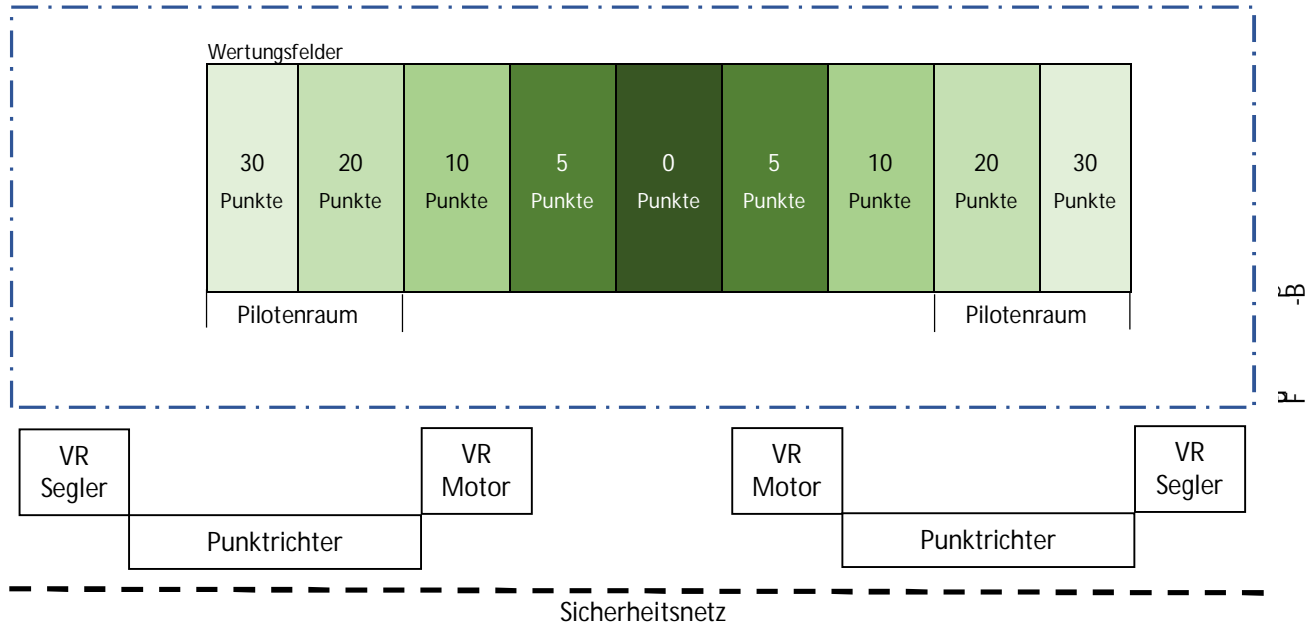 Wertungsfelder
30 20 10 5 0 5 10 20 30
Punkte Punkte Punkte Punkte Punkte Punkte Punkte Punkte Punkte
Pilotenraum Pilotenraum
VR VR VR VR
Segler Motor Motor Segler
Punktrichter Punktrichter
Sicherheitsnetz